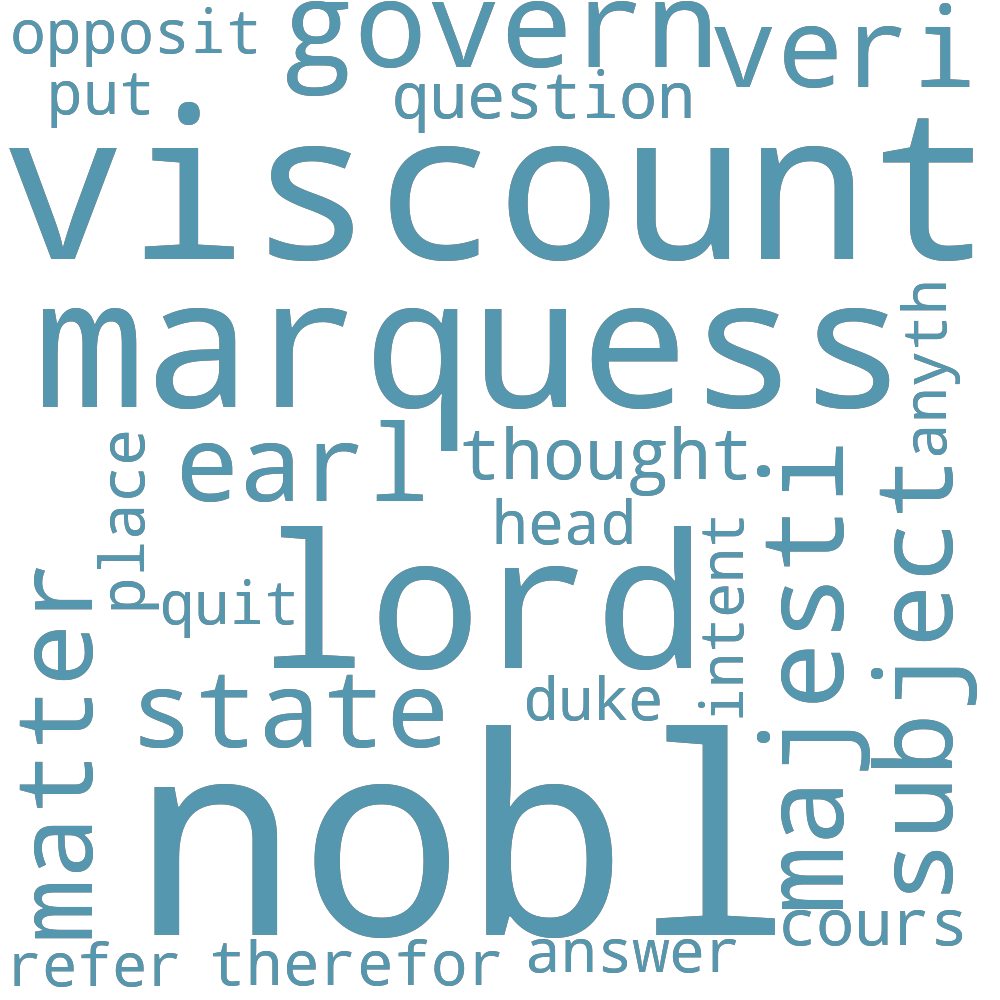 opposit
govern
veri
put
question
viscount
marquess
anyth
earl
thought
place
head
majesti
subject
lord
quit
intent
matter
state
duke
nobl
cours
refer
therefor
answer